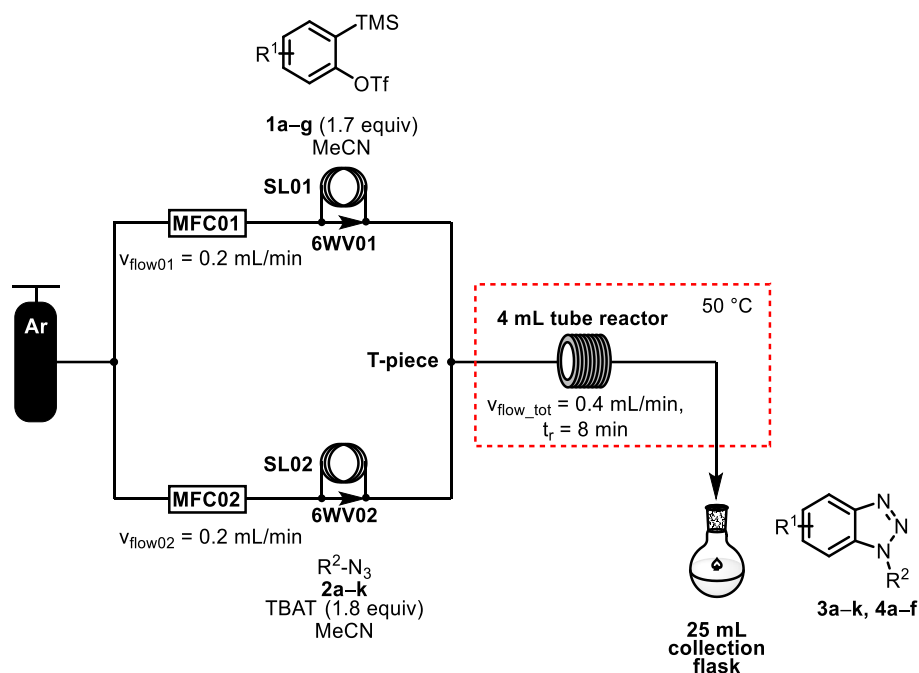 TMS
R1
OTf
1a–g (1.7 equiv)
MeCN
SL01
MFC01
6WV01
vflow01 = 0.2 mL/min
50 °C
Ar
4 mL tube reactor
T-piece
vflow_tot = 0.4 mL/min,
tr = 8 min
SL02
MFC02
6WV02
vflow02 = 0.2 mL/min
R2-N3
2a–k
TBAT (1.8 equiv)
MeCN
R1
N
N
N
R2
3a–k, 4a–f
25 mL
collection
flask